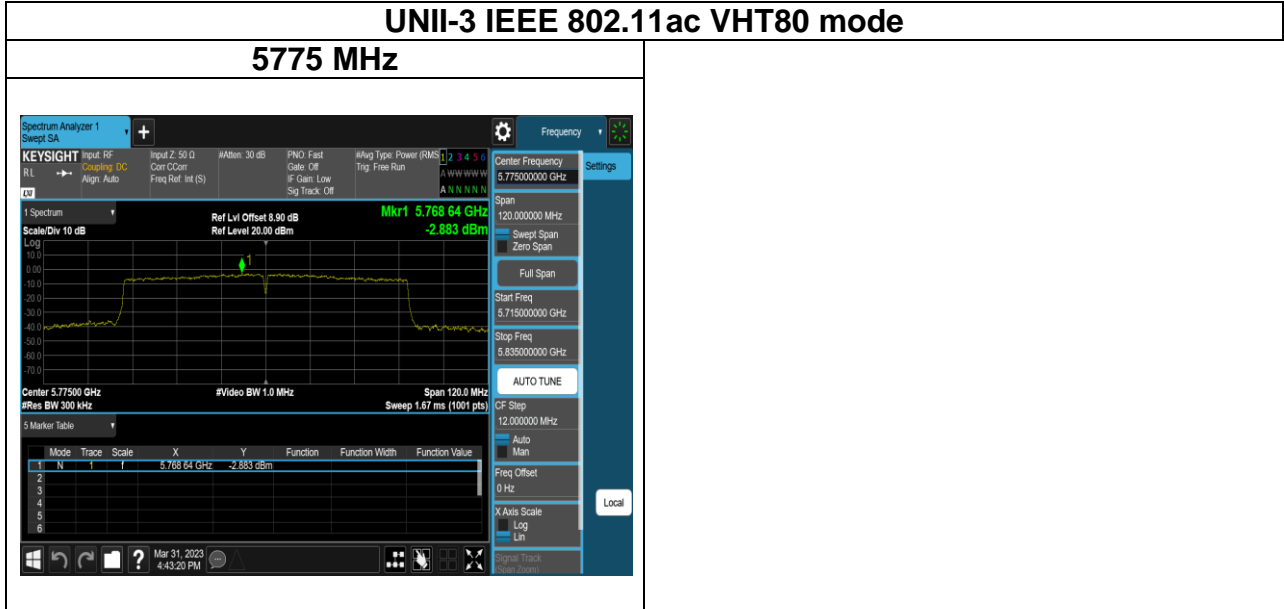 UNII-3 IEEE 802.11ac VHT80 mode
5775 MHz
Spectrum Analyzer 1
Swept SA
+
Frequency
KEYSIGHT
RL
LXI
Input: RF
Coupling: DC
Align: Auto
Input Z: 50 Ω
Corr CCorr
Freq Ref: Int (S)
#Atten: 30 dB
PNO: Fast
Gate: Off
IF Gain: Low
Sig Track: Off
#Avg Type: Power (RMS
Trig: Free Run
1 2 3 4 5 6
A W W W W W
A N N N N N
Center Frequency
5.775000000 GHz
Settings
Span
120.000000 MHz
Swept Span
Zero Span
Full Span
Start Freq
5.715000000 GHz
Stop Freq
5.835000000 GHz
AUTO TUNE
CF Step
12.000000 MHz
Auto
Man
Freq Offset
0 Hz
X Axis Scale
Log
Lin
Signal Track
(Span Zoom)
Local
1 Spectrum
Scale/Div 10 dB
Ref Lvl Offset 8.90 dB
Ref Level 20.00 dBm
Mkr1 5.768 64 GHz
-2.883 dBm
Log
10.0
0.00
-10.0
-20.0
-30.0
-40.0
-50.0
-60.0
-70.0
1
Center 5.77500 GHz
#Res BW 300 kHz
#Video BW 1.0 MHz
Span 120.0 MHz
Sweep 1.67 ms (1001 pts)
5 Marker Table
Mode Trace Scale X Y Function Function Width Function Value
1 N 1 f 5.768 64 GHz -2.883 dBm
2
3
4
5
6
?
Mar 31, 2023
4:43:20 PM